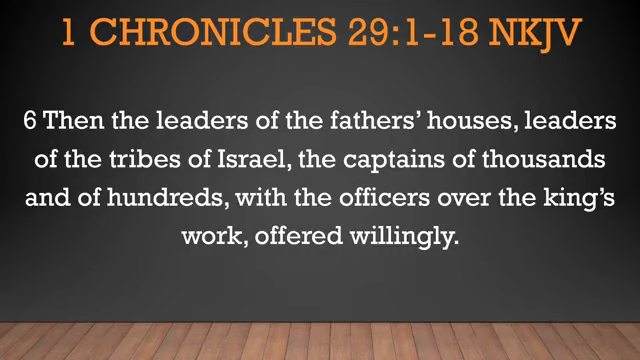 1 CHRONICLES 29:1-18 NKJV
6 Then the leaders of the fathers’ houses, leaders
of the tribes of Israel, the captains of thousands
and of hundreds, with the officers over the king’s
work, offered willingly.